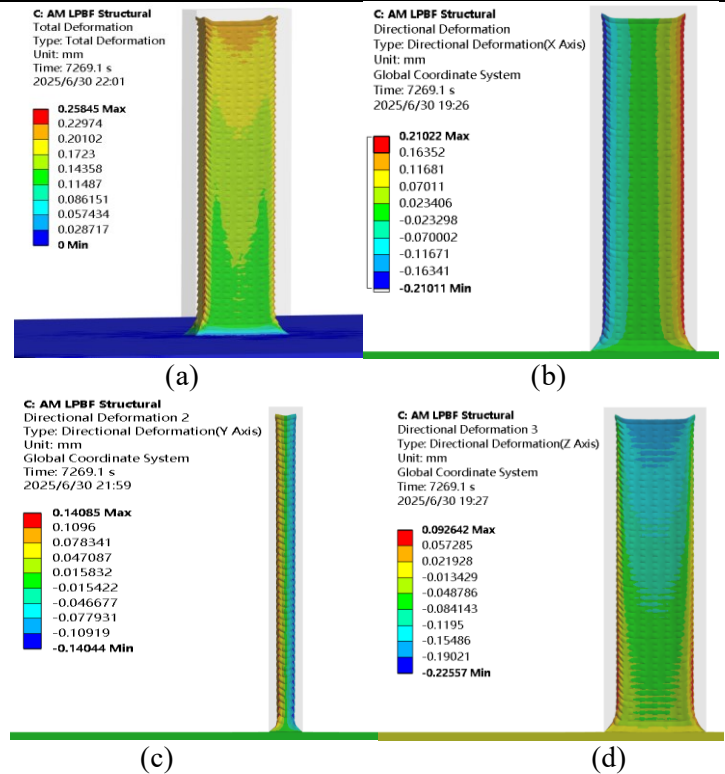 C: AM LPBF Structural
Total Deformation
Type: Total Deformation
Unit: mm
Time: 7269.1 s
2025/6/30 22:01
0.25845 Max
0.22974
0.20102
0.1723
0.14358
0.11487
0.086151
0.057434
0.028717
0 Min
(a)
C: AM LPBF Structural
Directional Deformation
Type: Directional Deformation(X Axis)
Unit: mm
Global Coordinate System
Time: 7269.1 s
2025/6/30 19:26
0.21022 Max
0.16352
0.11681
0.07011
0.023406
-0.023298
-0.070002
-0.11671
-0.16341
-0.21011 Min
(b)
C: AM LPBF Structural
Directional Deformation 2
Type: Directional Deformation(Y Axis)
Unit: mm
Global Coordinate System
Time: 7269.1 s
2025/6/30 21:59
0.14085 Max
0.1096
0.078341
0.047087
0.015832
-0.015422
-0.046677
-0.077931
-0.10919
-0.14044 Min
(c)
C: AM LPBF Structural
Directional Deformation 3
Type: Directional Deformation(Z Axis)
Unit: mm
Global Coordinate System
Time: 7269.1 s
2025/6/30 19:27
0.092642 Max
0.057285
0.021928
-0.013429
-0.048786
-0.084143
-0.1195
-0.15486
-0.19021
-0.22557 Min
(d)